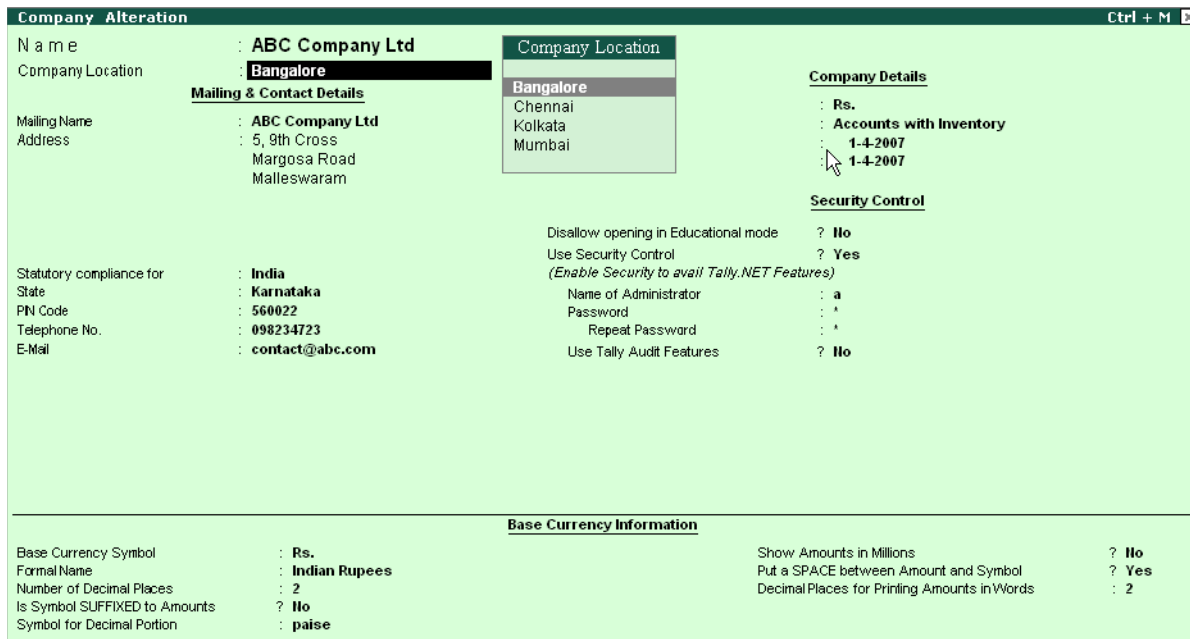 Company Alteration Ctrl + M
Name : ABC Company Ltd
Company Location : Bangalore
Mailing & Contact Details
Mailing Name : ABC Company Ltd
Address : 5, 9th Cross
Margosa Road
Malleswaram
Statutory compliance for : India
State : Karnataka
PIN Code : 560022
Telephone No. : 098234723
E-Mail : contact@abc.com
Company Location
Bangalore
Chennai
Kolkata
Mumbai
Company Details
: Rs.
: Accounts with Inventory
: 1-4-2007
: 1-4-2007
Security Control
Disallow opening in Educational mode ? No
Use Security Control ? Yes
(Enable Security to avail Tally.NET Features)
Name of Administrator : a
Password : *
Repeat Password : *
Use Tally Audit Features ? No
Base Currency Information
Base Currency Symbol : Rs.
Formal Name : Indian Rupees
Number of Decimal Places : 2
Is Symbol SUFFIXED to Amounts ? No
Symbol for Decimal Portion : paise
Show Amounts in Millions ? No
Put a SPACE between Amount and Symbol ? Yes
Decimal Places for Printing Amounts in Words : 2